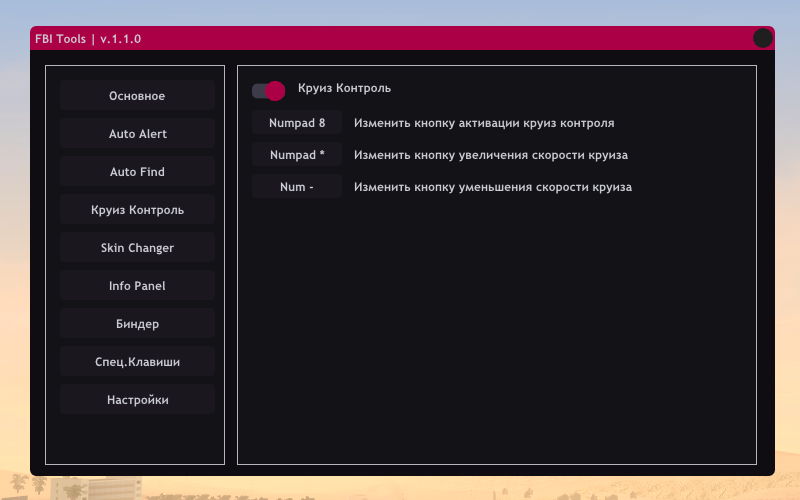 FBI Tools | v.1.1.0
Основное
Auto Alert
Auto Find
Круиз Контроль
Skin Changer
Info Panel
Биндер
Спец.Клавиши
Настройки
Круиз Контроль
Numpad 8 Изменить кнопку активации круиз контроля
Numpad * Изменить кнопку увеличения скорости круиза
Num - Изменить кнопку уменьшения скорости круиза